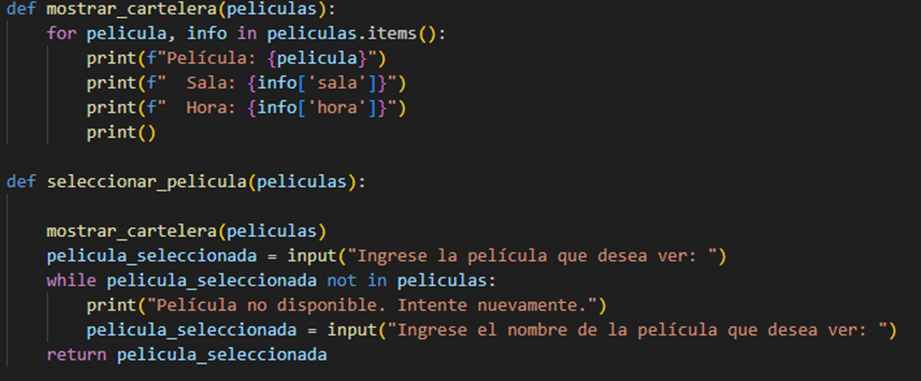 def mostrar_cartelera(peliculas):
    for pelicula, info in peliculas.items():
        print(f"Película: {pelicula}")
        print(f"  Sala: {info['sala']}")
        print(f"  Hora: {info['hora']}")
        print()

def seleccionar_pelicula(peliculas):

    mostrar_cartelera(peliculas)
    pelicula_seleccionada = input("Ingrese la película que desea ver: ")
    while pelicula_seleccionada not in peliculas:
        print("Película no disponible. Intente nuevamente.")
        pelicula_seleccionada = input("Ingrese el nombre de la película que desea ver: ")
    return pelicula_seleccionada